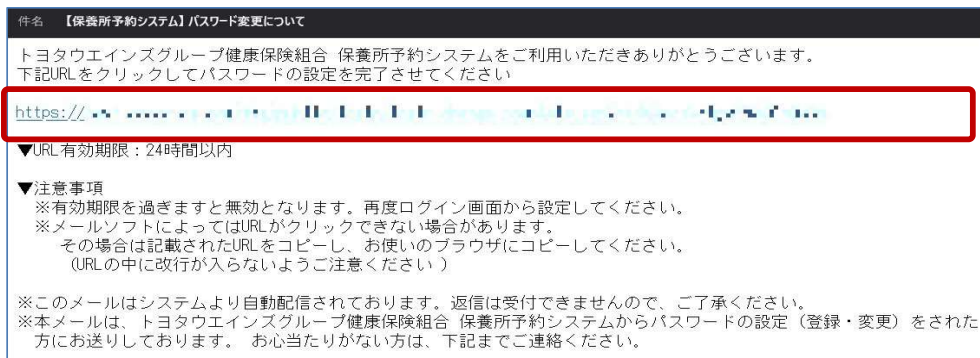 件名 【保養所予約システム】パスワード変更について
トヨタウエインズグループ健康保険組合 保養所予約システムをご利用いただきありがとうございます。
下記URLをクリックしてパスワードの設定を完了させてください
https://
▼URL有効期限：24時間以内
▼注意事項
※有効期限を過ぎますと無効となります。再度ログイン画面から設定してください。
※メールソフトによってはURLがクリックできない場合があります。
その場合は記載されたURLをコピーし、お使いのブラウザにコピーしてください。
（URLの中に改行が入らないようご注意ください ）
※このメールはシステムより自動配信されております。返信は受付できませんので、ご了承ください。
※本メールは、トヨタウエインズグループ健康保険組合 保養所予約システムからパスワードの設定（登録・変更）をされた
方にお送りしております。 お心当たりがない方は、下記までご連絡ください。